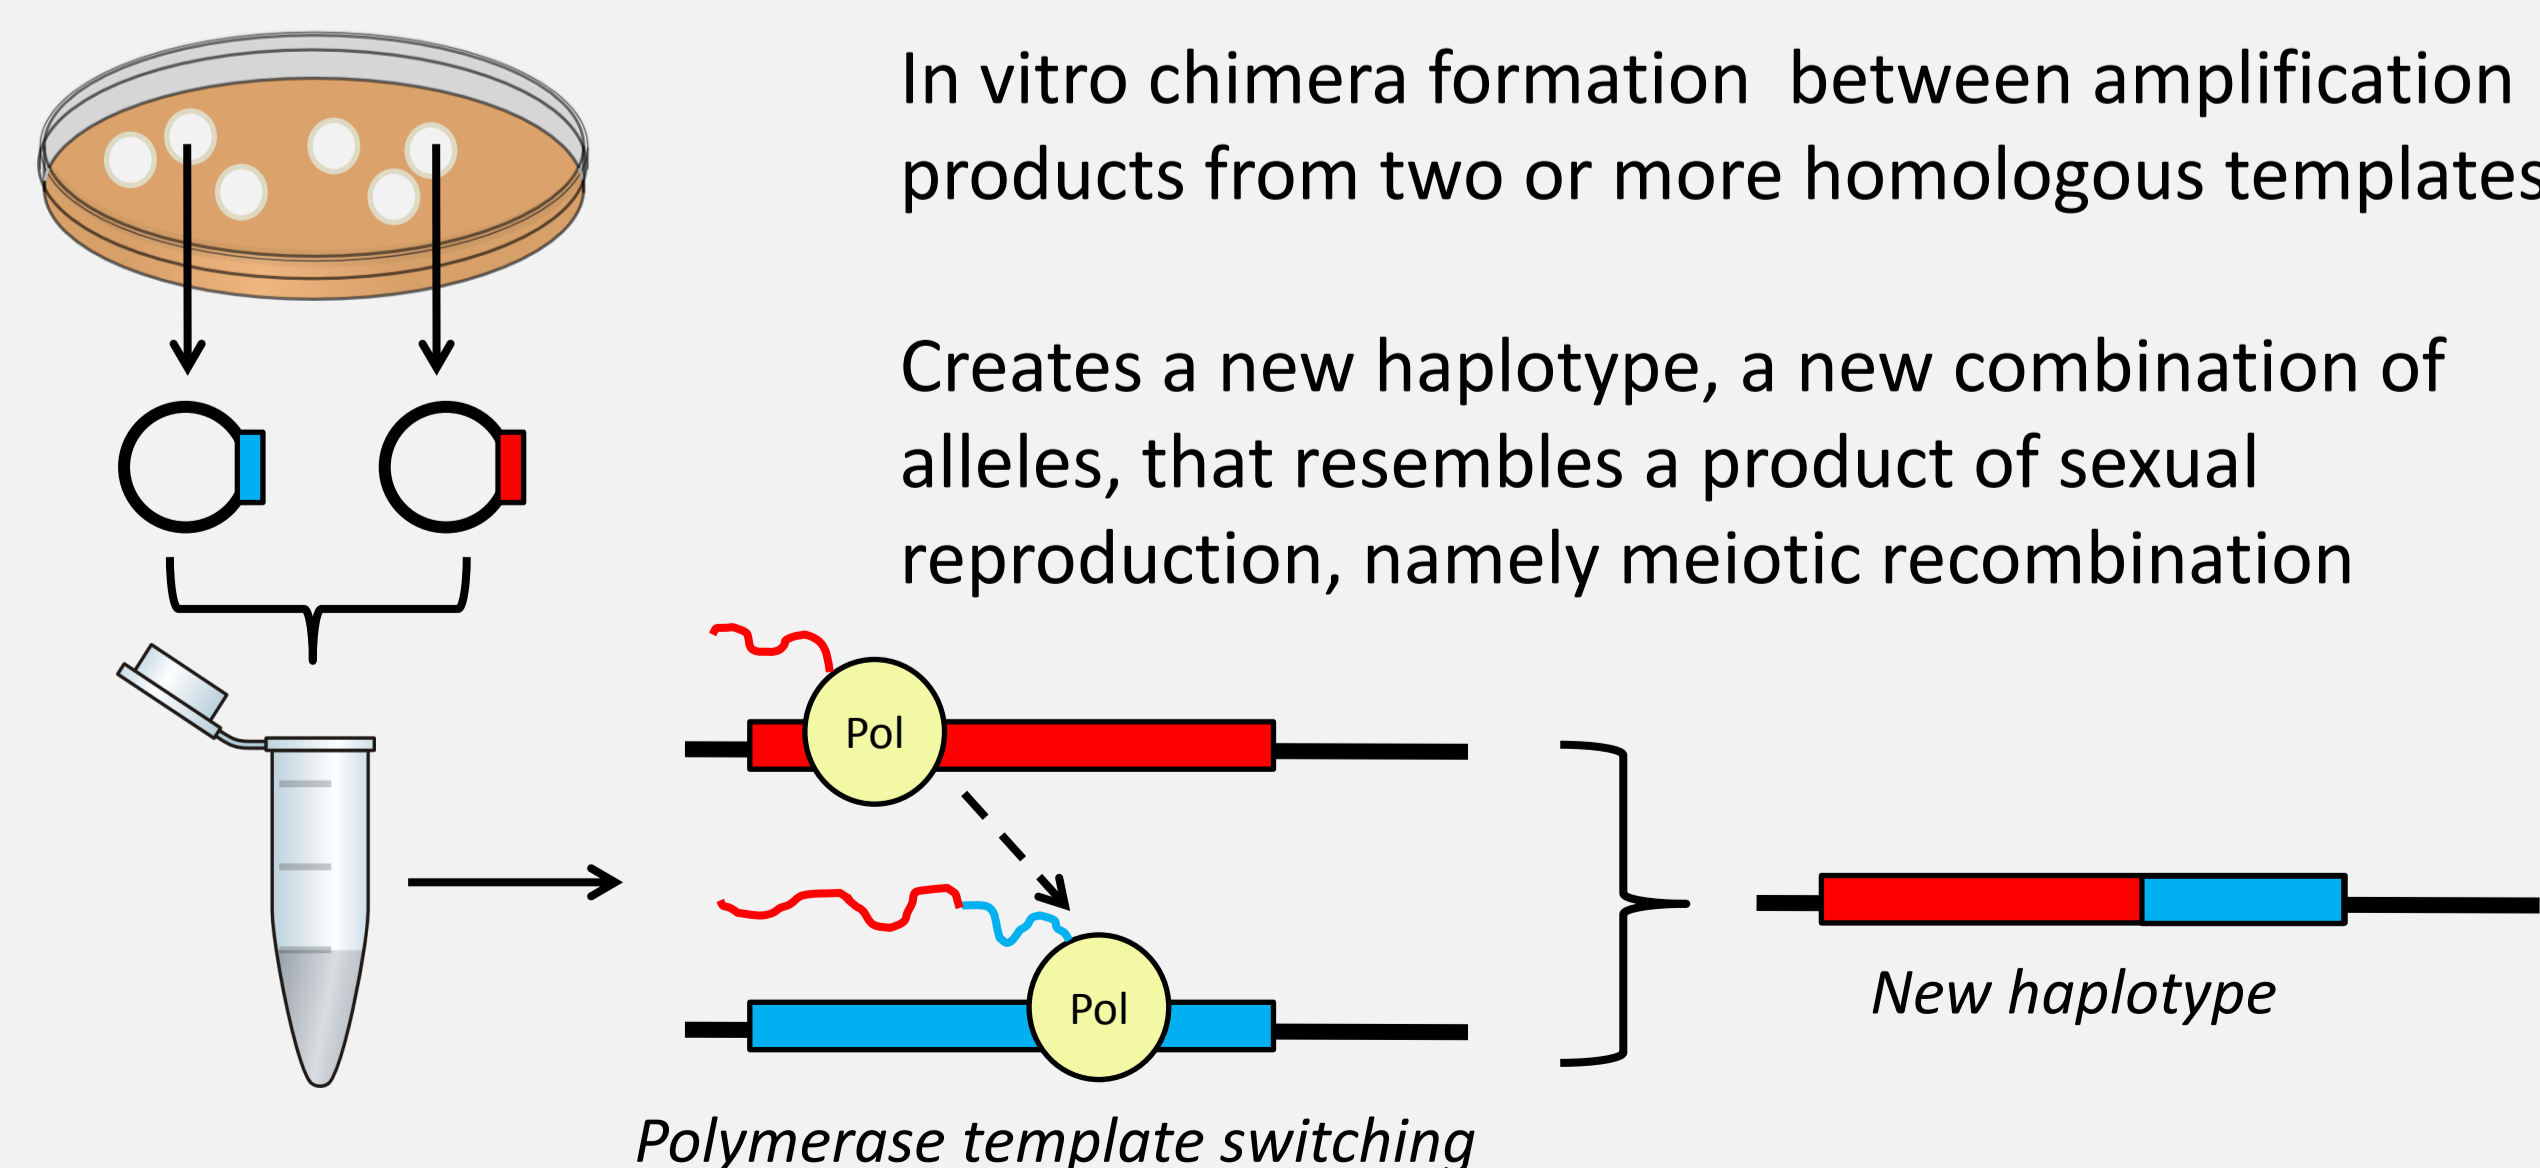 In vitro chimera formation  between amplification
products from two or more homologous templates
Creates a new haplotype, a new combination of
alleles, that resembles a product of sexual
reproduction, namely meiotic recombination
Pol
Pol
New haplotype
Polymerase template switching